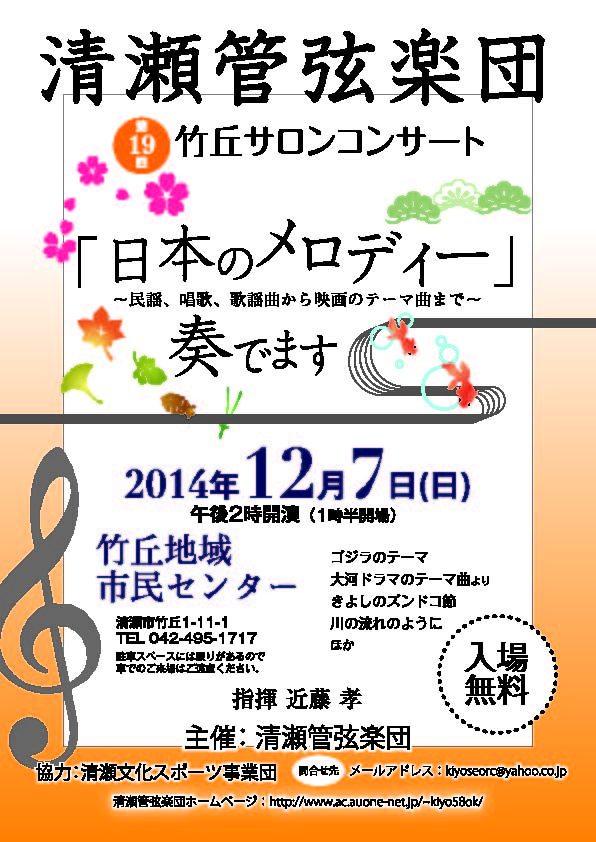 清瀬管弦楽団
第19回 竹丘サロンコンサート
「日本のメロディー」
～民謡、唱歌、歌謡曲から映画のテーマ曲まで～
奏でます
2014年12月7日(日)
午後2時開演（1時半開場）
竹丘地域
市民センター
清瀬市竹丘1-11-1
TEL 042-495-1717
駐車スペースには限りがあるので
車でのご来場はご遠慮ください。
ゴジラのテーマ
大河ドラマのテーマ曲より
きよしのズンドコ節
川の流れのように
ほか
入場
無料
指揮 近藤 孝
主催：清瀬管弦楽団
協力：清瀬文化スポーツ事業団 問合せ先 メールアドレス：kiyoseorc@yahoo.co.jp
清瀬管弦楽団ホームページ：http://www.ac.auone-net.jp/~kiyo58ok/